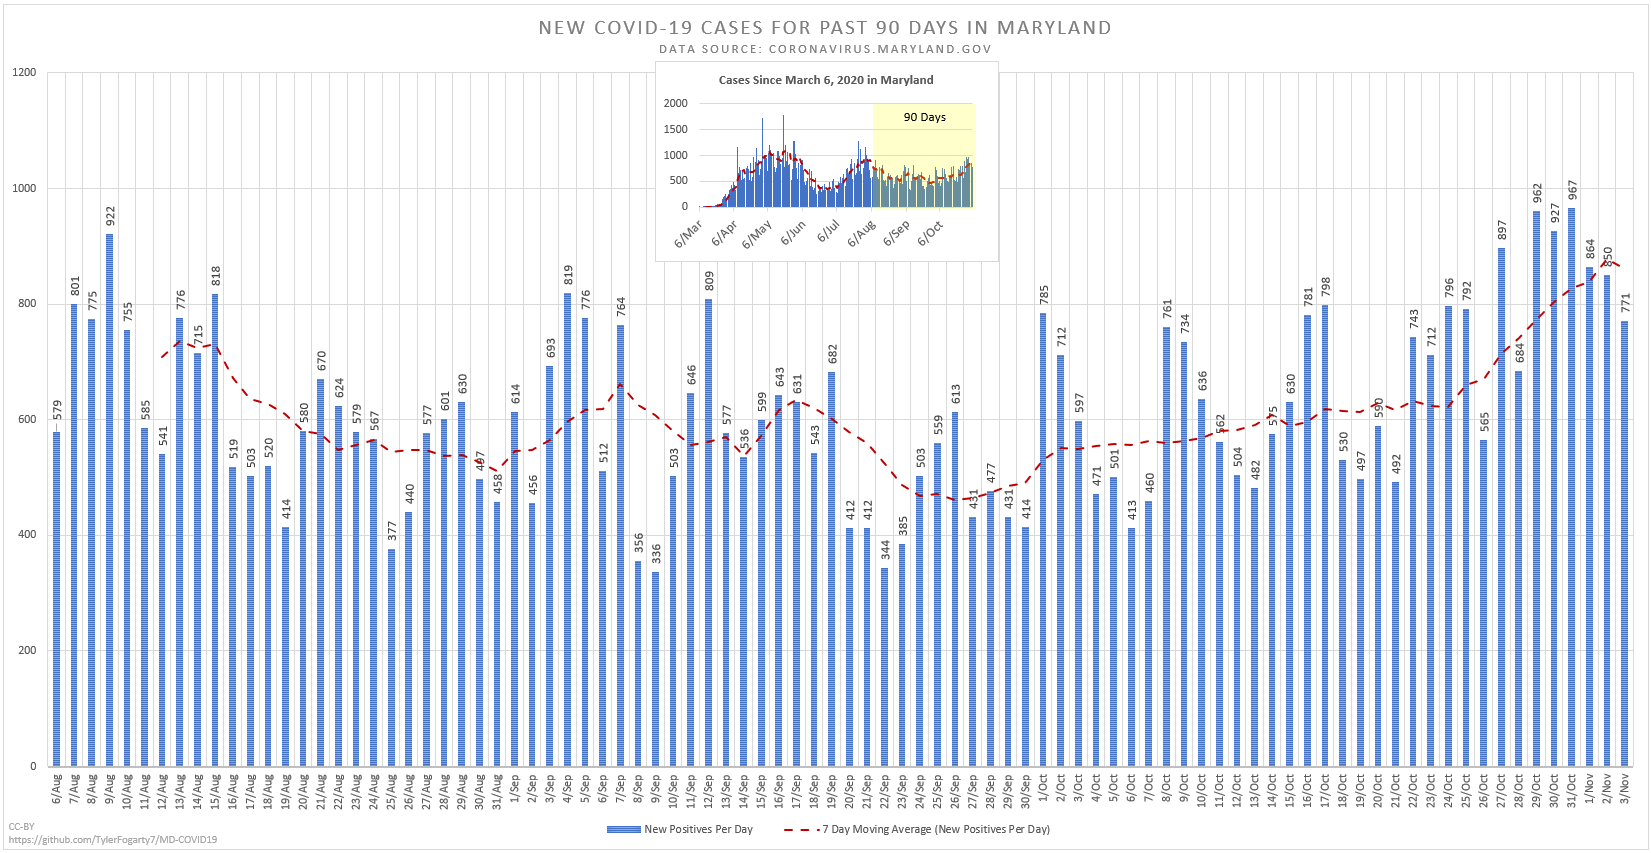 NEW COVID-19 CASES FOR PAST 90 DAYS IN MARYLAND
DATA SOURCE: CORONAVIRUS.MARYLAND.GOV
Cases Since March 6, 2020 in Maryland
90 Days
2000
1500
1000
500
0
6/Mar 6/Apr 6/May 6/Jun 6/Jul 6/Aug 6/Sep 6/Oct
1200
1000
800
600
400
200
0
579 801 775 922 755 585 541 776 715 818 519 503 520 414 580 670 624 579 567 377 440 577 601 630 497 458 614 456 693 819 776 512 764 356 336 503 646 809 577 536 599 643 631 543 682 412 412 344 385 503 559 613 431 477 431 414 785 712 597 471 501 413 460 761 734 636 562 504 482 575 630 781 798 530 497 590 492 743 712 796 792 565 897 684 962 927 967 864 850 771
6/Aug 7/Aug 8/Aug 9/Aug 10/Aug 11/Aug 12/Aug 13/Aug 14/Aug 15/Aug 16/Aug 17/Aug 18/Aug 19/Aug 20/Aug 21/Aug 22/Aug 23/Aug 24/Aug 25/Aug 26/Aug 27/Aug 28/Aug 29/Aug 30/Aug 31/Aug 1/Sep 2/Sep 3/Sep 4/Sep 5/Sep 6/Sep 7/Sep 8/Sep 9/Sep 10/Sep 11/Sep 12/Sep 13/Sep 14/Sep 15/Sep 16/Sep 17/Sep 18/Sep 19/Sep 20/Sep 21/Sep 22/Sep 23/Sep 24/Sep 25/Sep 26/Sep 27/Sep 28/Sep 29/Sep 30/Sep 1/Oct 2/Oct 3/Oct 4/Oct 5/Oct 6/Oct 7/Oct 8/Oct 9/Oct 10/Oct 11/Oct 12/Oct 13/Oct 14/Oct 15/Oct 16/Oct 17/Oct 18/Oct 19/Oct 20/Oct 21/Oct 22/Oct 23/Oct 24/Oct 25/Oct 26/Oct 27/Oct 28/Oct 29/Oct 30/Oct 31/Oct 1/Nov 2/Nov 3/Nov
New Positives Per Day 7 Day Moving Average (New Positives Per Day)
CC-BY
https://github.com/TylerFogarty7/MD-COVID19